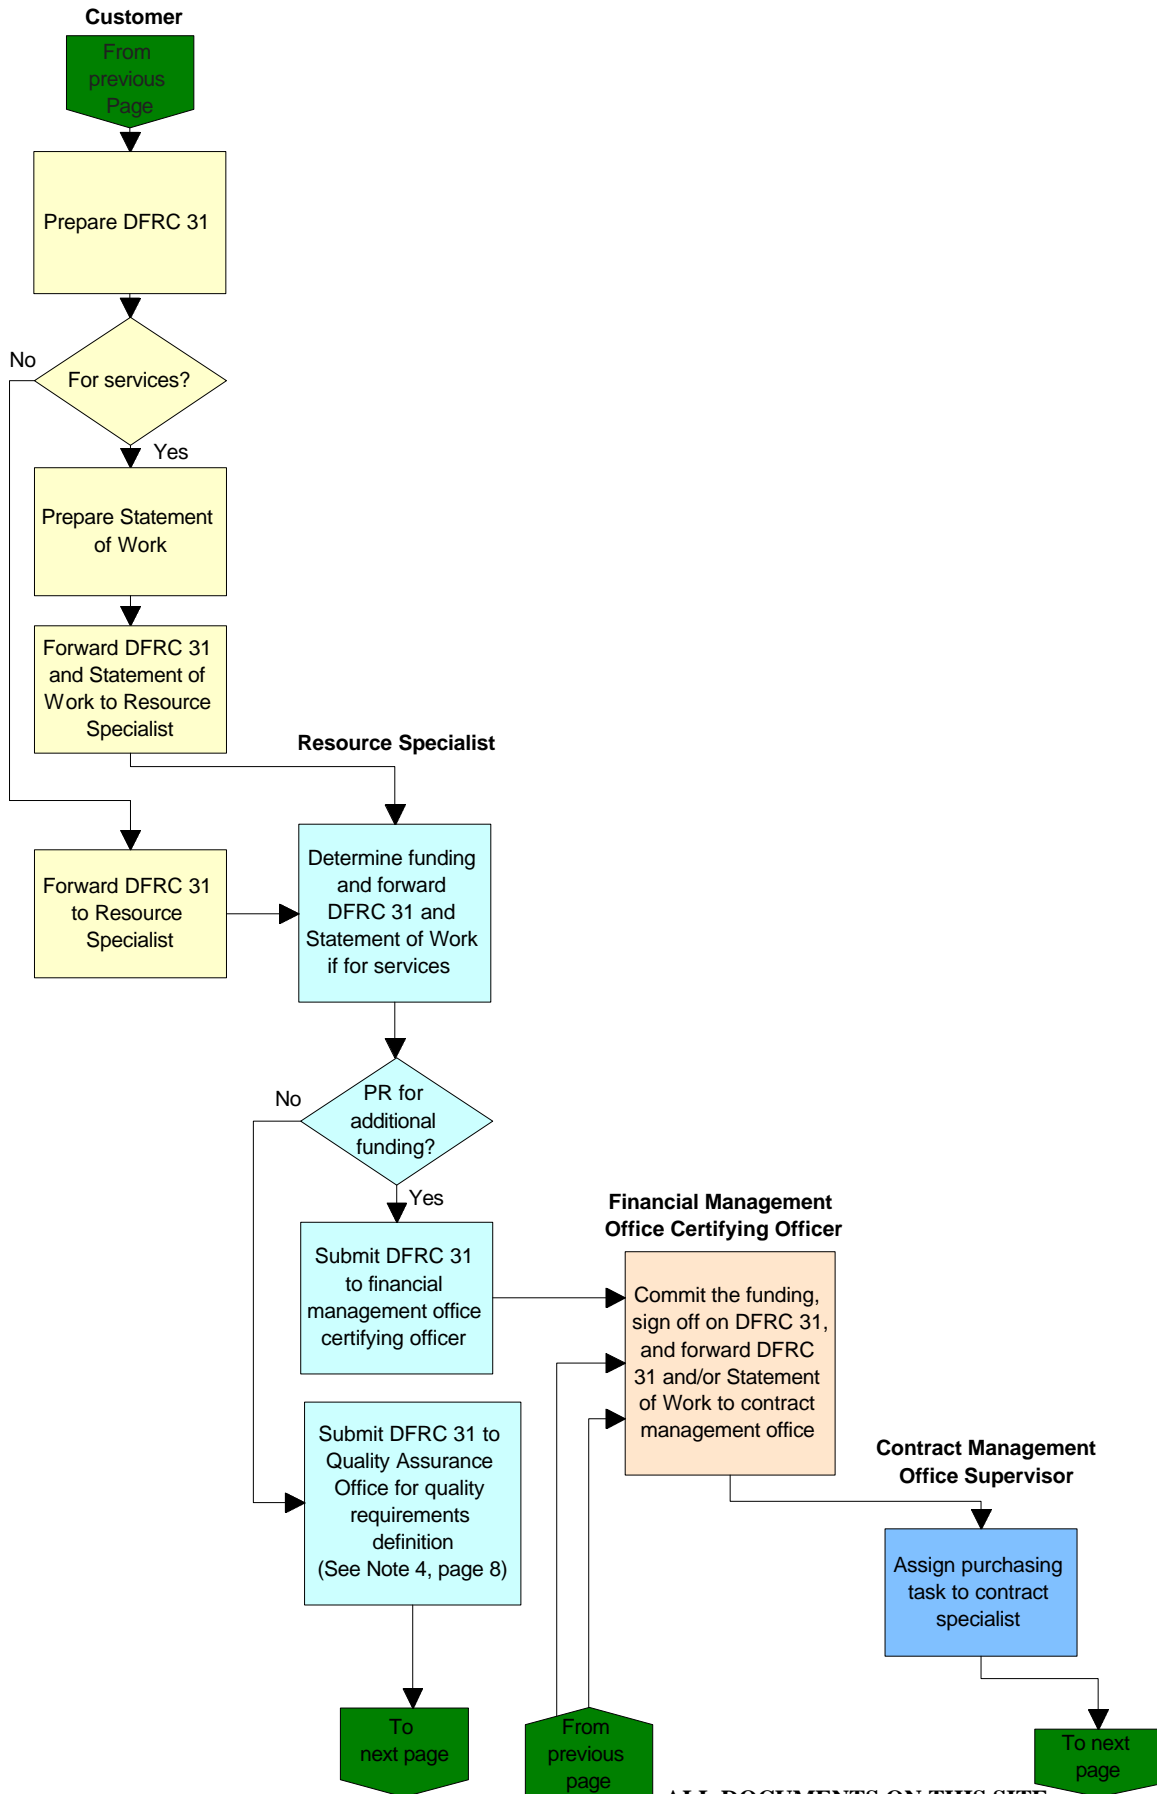 Customer
From
previous
Page
Prepare DFRC 31
No
For services?
Yes
Prepare Statement
of Work
Forward DFRC 31
and Statement of
Work to Resource
Specialist
Resource Specialist
Forward DFRC 31
to Resource
Specialist
Determine funding
and forward
DFRC 31 and
Statement of Work
if for services
No
PR for
additional
funding?
Yes
Submit DFRC 31
to financial
management office
certifying officer
Financial Management
Office Certifying Officer
Commit the funding,
sign off on DFRC 31,
and forward DFRC
31 and/or Statement
of Work to contract
management office
Submit DFRC 31 to
Quality Assurance
Office for quality
requirements
definition
(See Note 4, page 8)
Contract Management
Office Supervisor
Assign purchasing
task to contract
specialist
To
next page
From
previous
page
To next
page
ALL DOCUMENTS ON THIS SITE